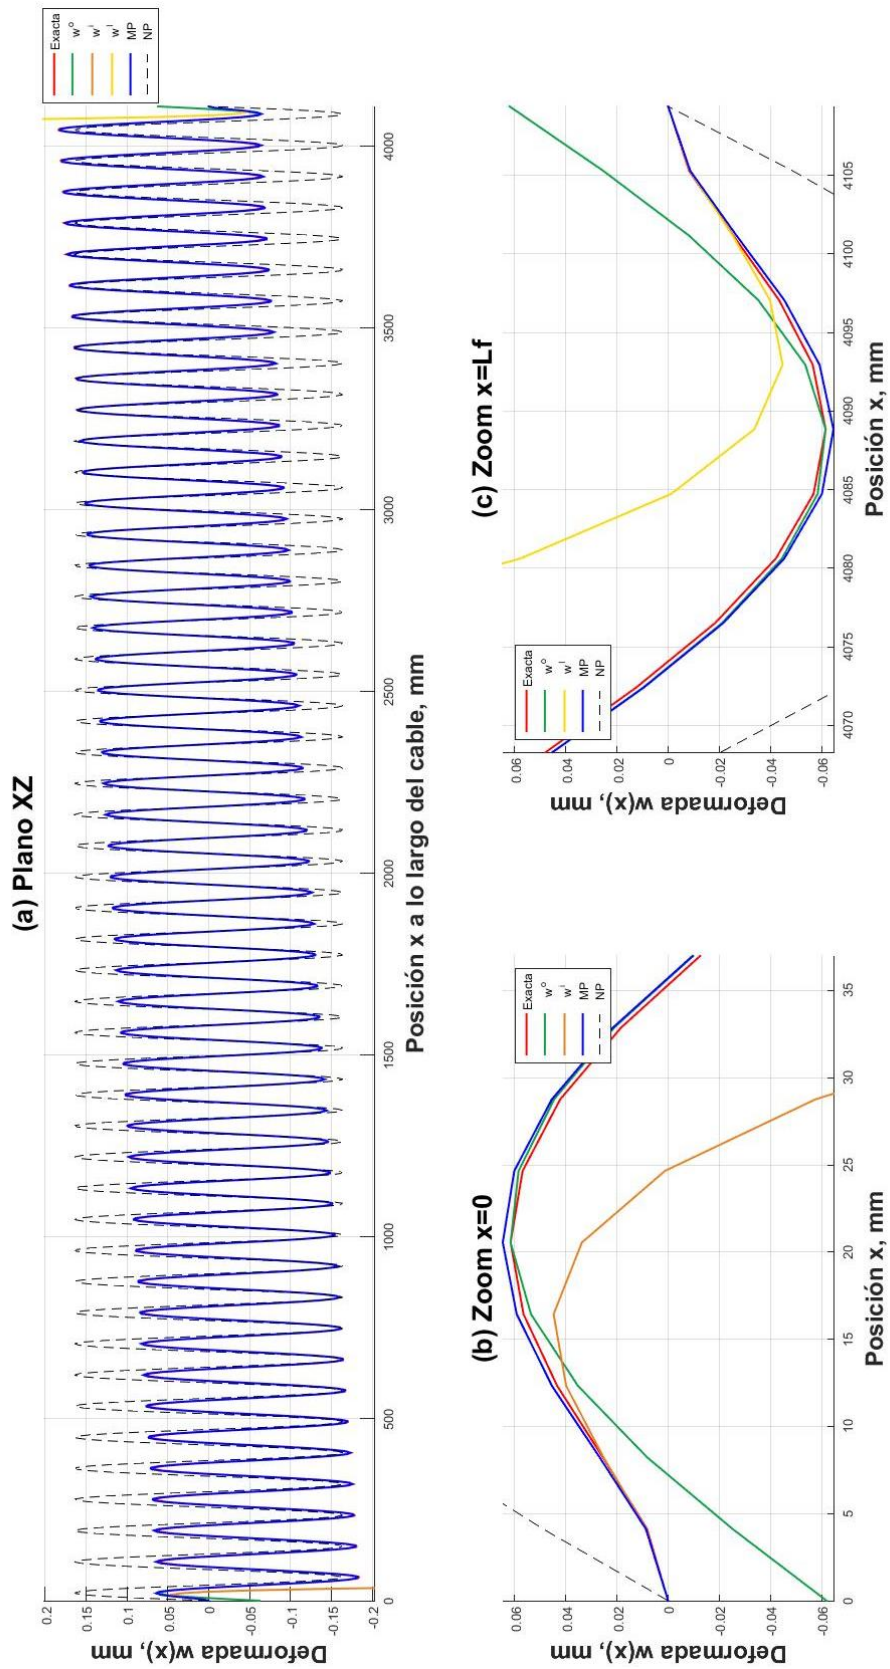 (a) Plano XZ
Exacta
w°
w^i
w^l
MP
NP
0.2
0.15
0.1
0.05
0
-0.05
-0.1
-0.15
-0.2
Deformada w(x), mm
0 500 1000 1500 2000 2500 3000 3500 4000
Posición x a lo largo del cable, mm
(b) Zoom x=0
Exacta
w°
w^i
MP
NP
0.06
0.04
0.02
0
-0.02
-0.04
-0.06
Deformada w(x), mm
0 5 10 15 20 25 30 35
Posición x, mm
(c) Zoom x=Lf
Exacta
w°
w^l
MP
NP
0.06
0.04
0.02
0
-0.02
-0.04
-0.06
Deformada w(x), mm
4070 4075 4080 4085 4090 4095 4100 4105
Posición x, mm